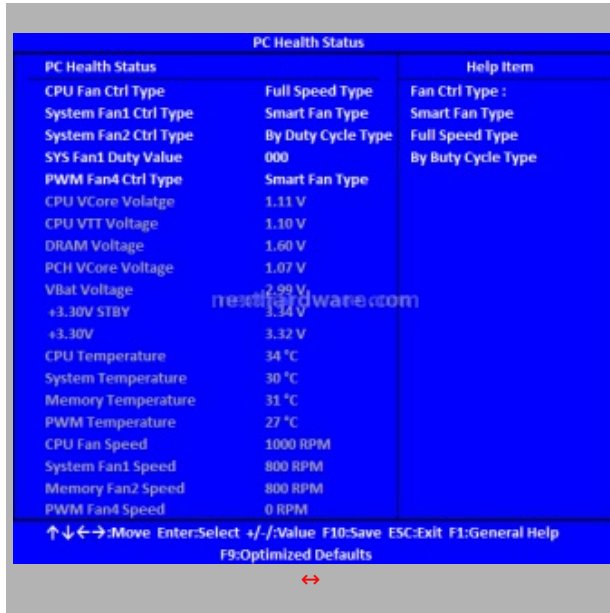 PC Health Status
PC Health Status Help Item
CPU Fan Ctrl Type Full Speed Type Fan Ctrl Type :
System Fan1 Ctrl Type Smart Fan Type Smart Fan Type
System Fan2 Ctrl Type By Duty Cycle Type Full Speed Type
SYS Fan1 Duty Value 000 By Buty Cycle Type
PWM Fan4 Ctrl Type Smart Fan Type
CPU VCore Volatge 1.11 V
CPU VTT Voltage 1.10 V
DRAM Voltage 1.60 V
PCH VCore Voltage 1.07 V
VBat Voltage 2.99 V
nexthardware.com
+3.30V STBY 3.34 V
+3.30V 3.32 V
CPU Temperature 34 °C
System Temperature 30 °C
Memory Temperature 31 °C
PWM Temperature 27 °C
CPU Fan Speed 1000 RPM
System Fan1 Speed 800 RPM
Memory Fan2 Speed 800 RPM
PWM Fan4 Speed 0 RPM
↑↓←→:Move Enter:Select +/-/:Value F10:Save ESC:Exit F1:General Help
F9:Optimized Defaults